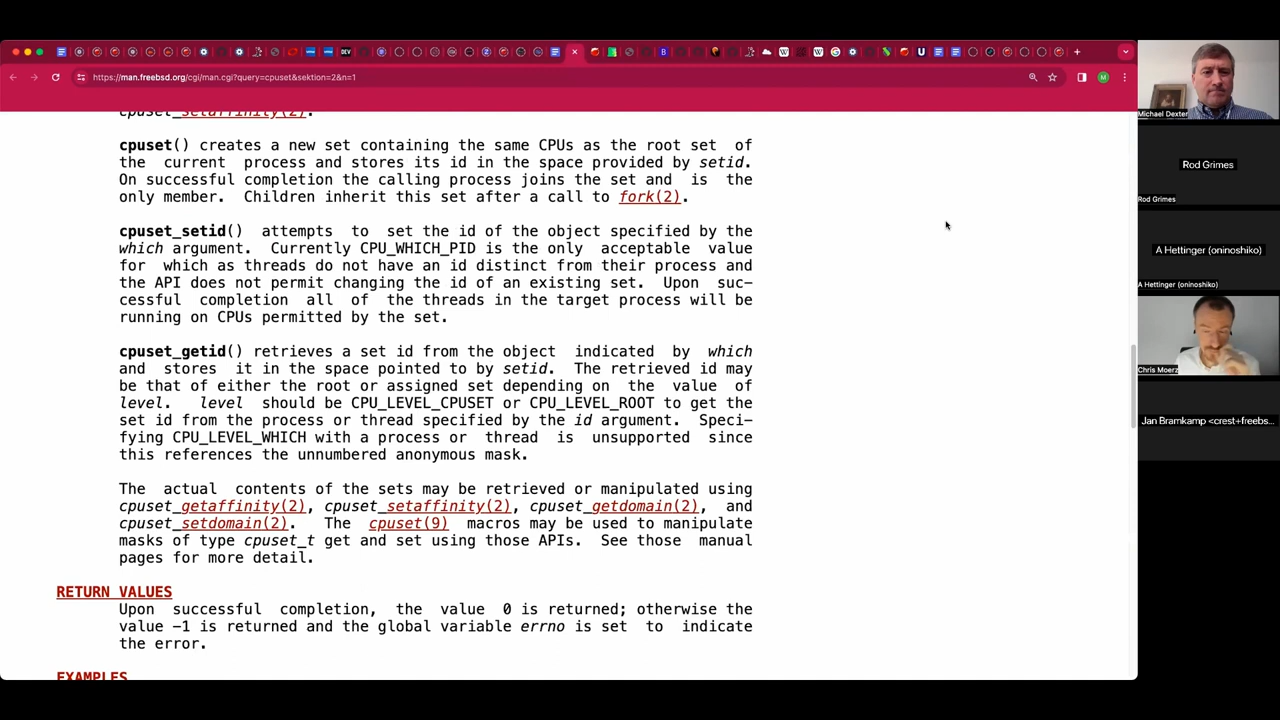 DEV
https://man.freebsd.org/cgi/man.cgi?query=cpuset&sektion=2&n=1
M
cpuset_setaffinity(2).
cpuset() creates a new set containing the same CPUs as the root set of
the current process and stores its id in the space provided by setid.
On successful completion the calling process joins the set and is the
only member. Children inherit this set after a call to fork(2).
cpuset_setid() attempts to set the id of the object specified by the
which argument. Currently CPU_WHICH_PID is the only acceptable value
for which as threads do not have an id distinct from their process and
the API does not permit changing the id of an existing set. Upon suc-
cessful completion all of the threads in the target process will be
running on CPUs permitted by the set.
cpuset_getid() retrieves a set id from the object indicated by which
and stores it in the space pointed to by setid. The retrieved id may
be that of either the root or assigned set depending on the value of
level. level should be CPU_LEVEL_CPUSET or CPU_LEVEL_ROOT to get the
set id from the process or thread specified by the id argument. Speci-
fying CPU_LEVEL_WHICH with a process or thread is unsupported since
this references the unnumbered anonymous mask.
The actual contents of the sets may be retrieved or manipulated using
cpuset_getaffinity(2), cpuset_setaffinity(2), cpuset_getdomain(2), and
cpuset_setdomain(2). The cpuset(9) macros may be used to manipulate
masks of type cpuset_t get and set using those APIs. See those manual
pages for more detail.
RETURN VALUES
Upon successful completion, the value 0 is returned; otherwise the
value -1 is returned and the global variable errno is set to indicate
the error.
EXAMPLES
Michael Dexter
Rod Grimes
Rod Grimes
A Hettinger (oninoshiko)
A Hettinger (oninoshiko)
Chris Moerz
Jan Bramkamp <crest+freebs...